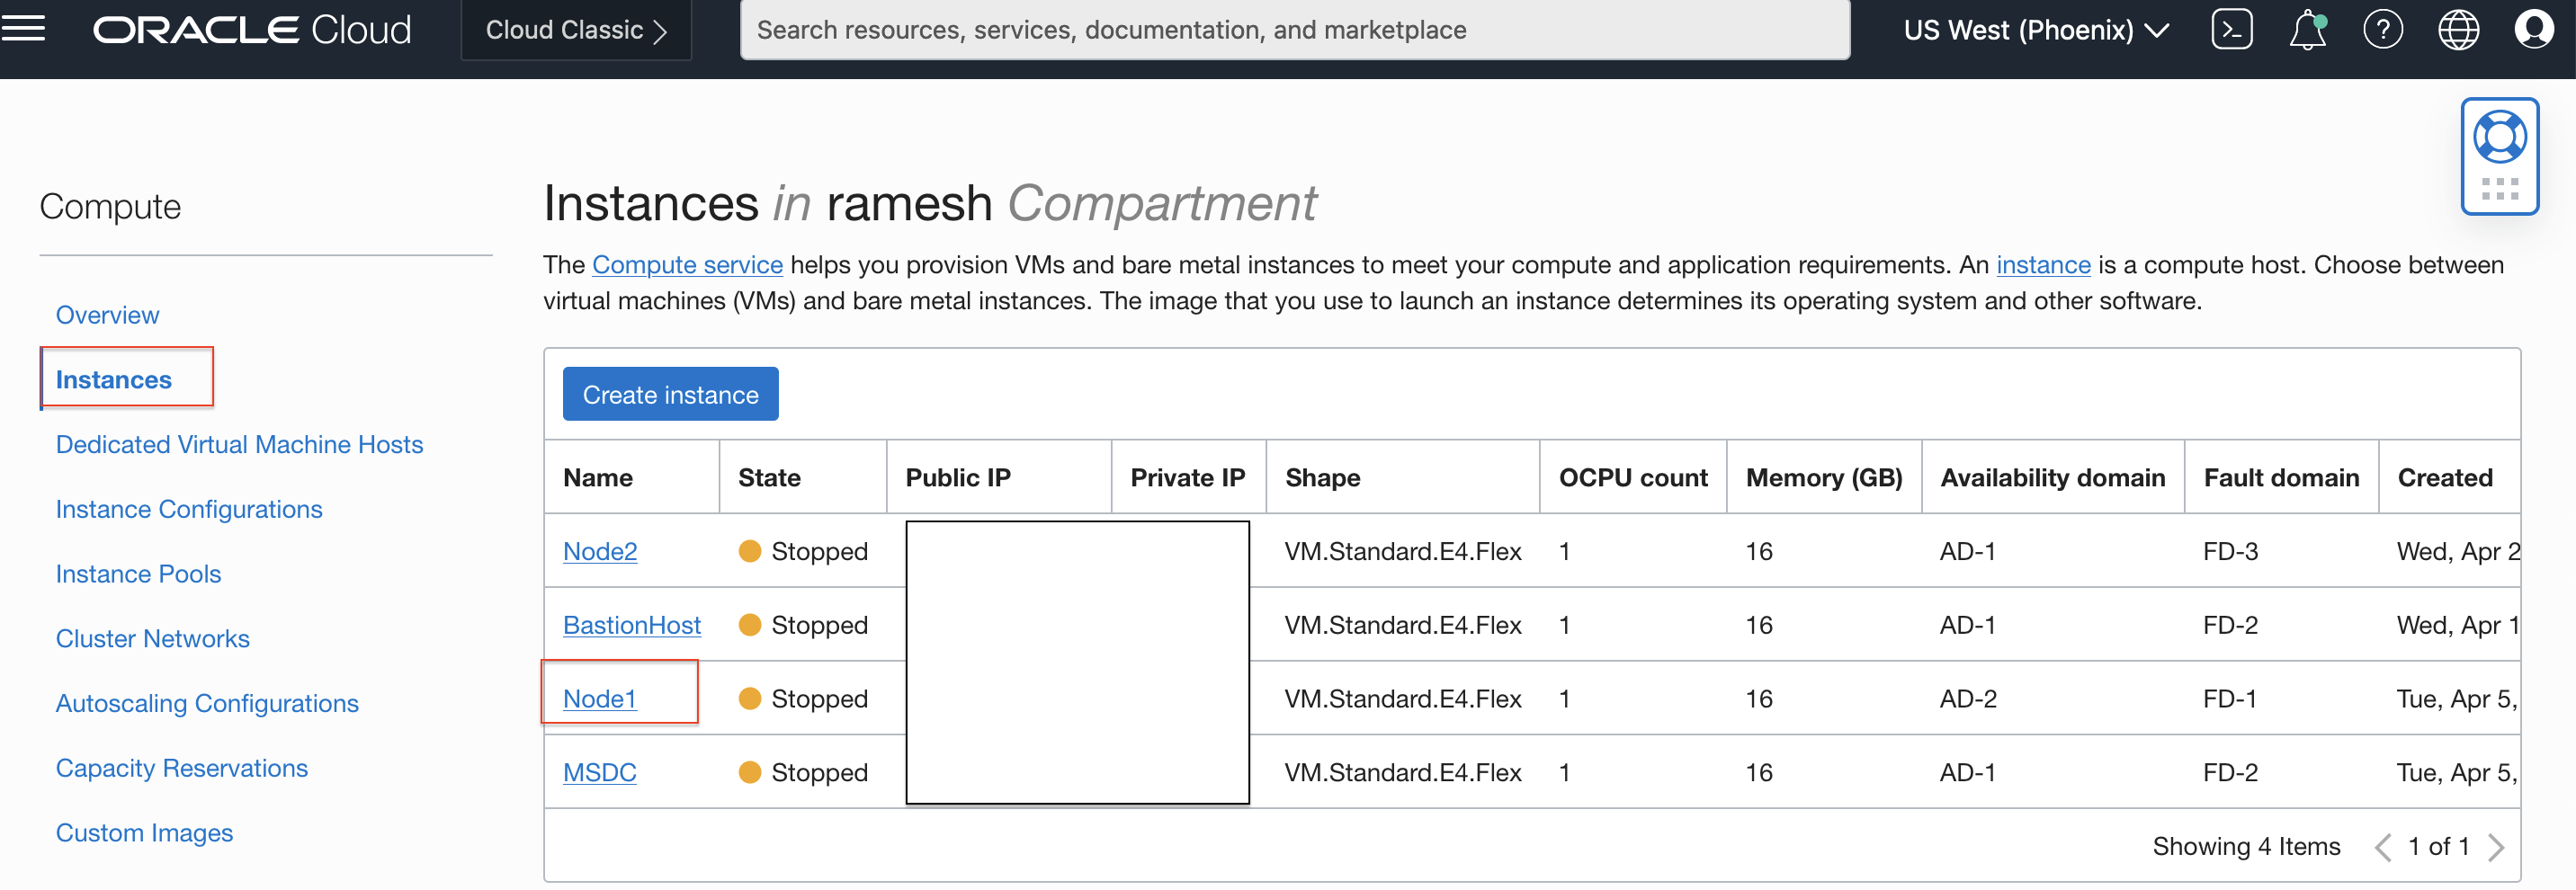 ORACLE Cloud
Cloud Classic
Search resources, services, documentation, and marketplace
US West (Phoenix)
Compute
Overview
Instances
Dedicated Virtual Machine Hosts
Instance Configurations
Instance Pools
Cluster Networks
Autoscaling Configurations
Capacity Reservations
Custom Images
Instances in ramesh Compartment
The Compute service helps you provision VMs and bare metal instances to meet your compute and application requirements. An instance is a compute host. Choose between
virtual machines (VMs) and bare metal instances. The image that you use to launch an instance determines its operating system and other software.
Create instance
Name State Public IP Private IP Shape OCPU count Memory (GB) Availability domain Fault domain Created
Node2 Stopped VM.Standard.E4.Flex 1 16 AD-1 FD-3 Wed, Apr 2
BastionHost Stopped VM.Standard.E4.Flex 1 16 AD-1 FD-2 Wed, Apr 1
Node1 Stopped VM.Standard.E4.Flex 1 16 AD-2 FD-1 Tue, Apr 5,
MSDC Stopped VM.Standard.E4.Flex 1 16 AD-1 FD-2 Tue, Apr 5,
Showing 4 Items 1 of 1